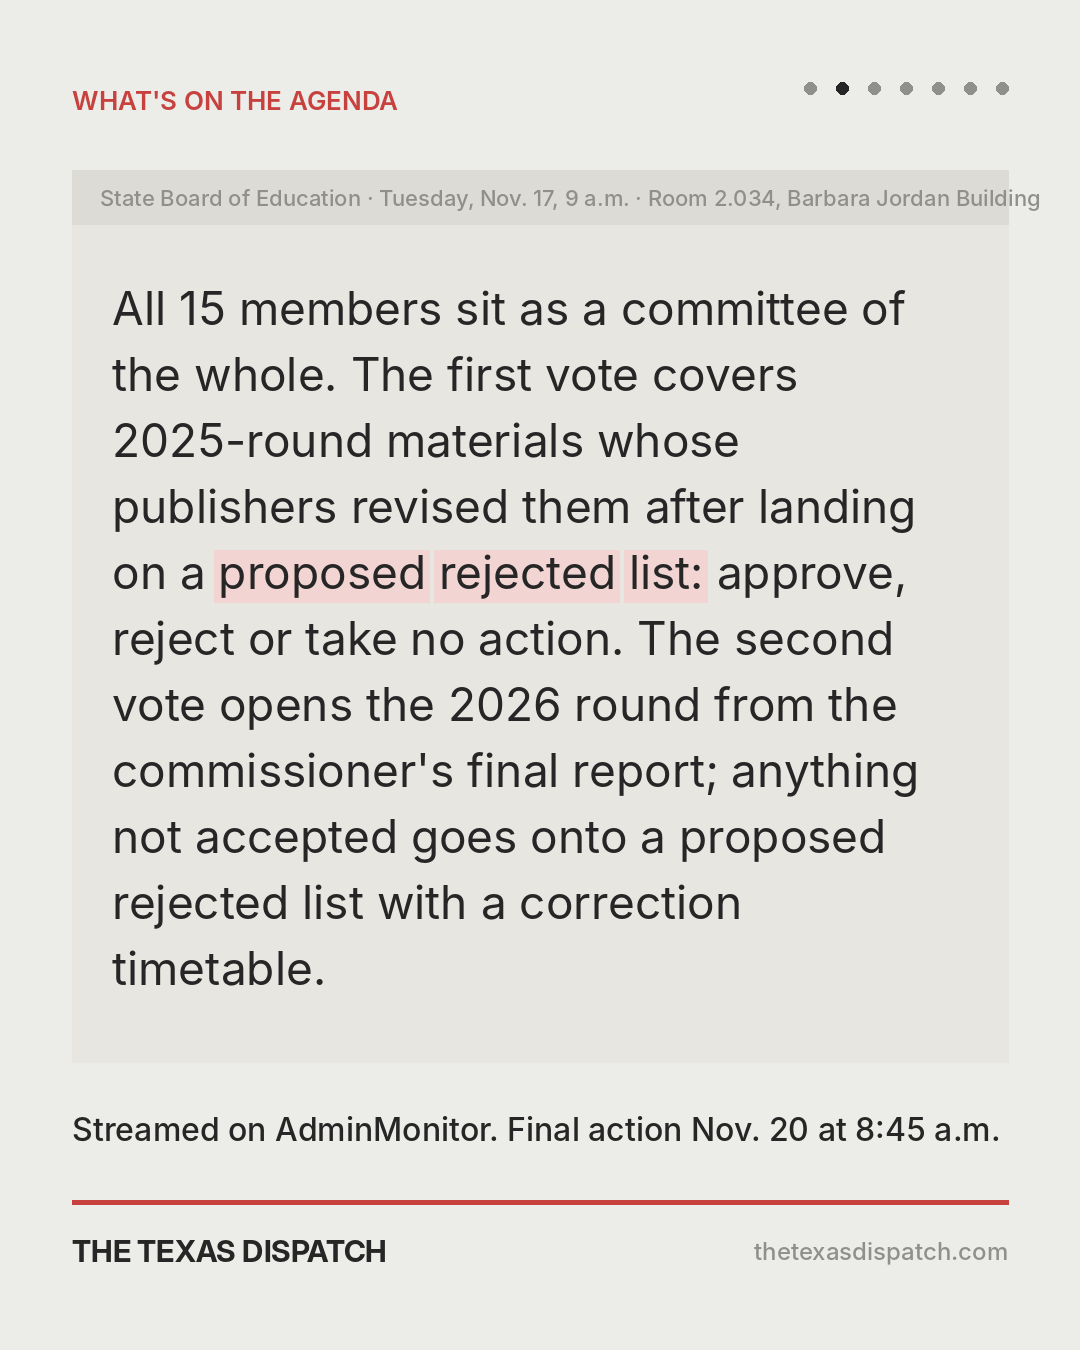 WHAT'S ON THE AGENDA
State Board of Education · Tuesday, Nov. 17, 9 a.m. · Room 2.034, Barbara Jordan Building
All 15 members sit as a committee of
the whole. The first vote covers
2025-round materials whose
publishers revised them after landing
on a proposed rejected list: approve,
reject or take no action. The second
vote opens the 2026 round from the
commissioner's final report; anything
not accepted goes onto a proposed
rejected list with a correction
timetable.
Streamed on AdminMonitor. Final action Nov. 20 at 8:45 a.m.
THE TEXAS DISPATCH
thetexasdispatch.com